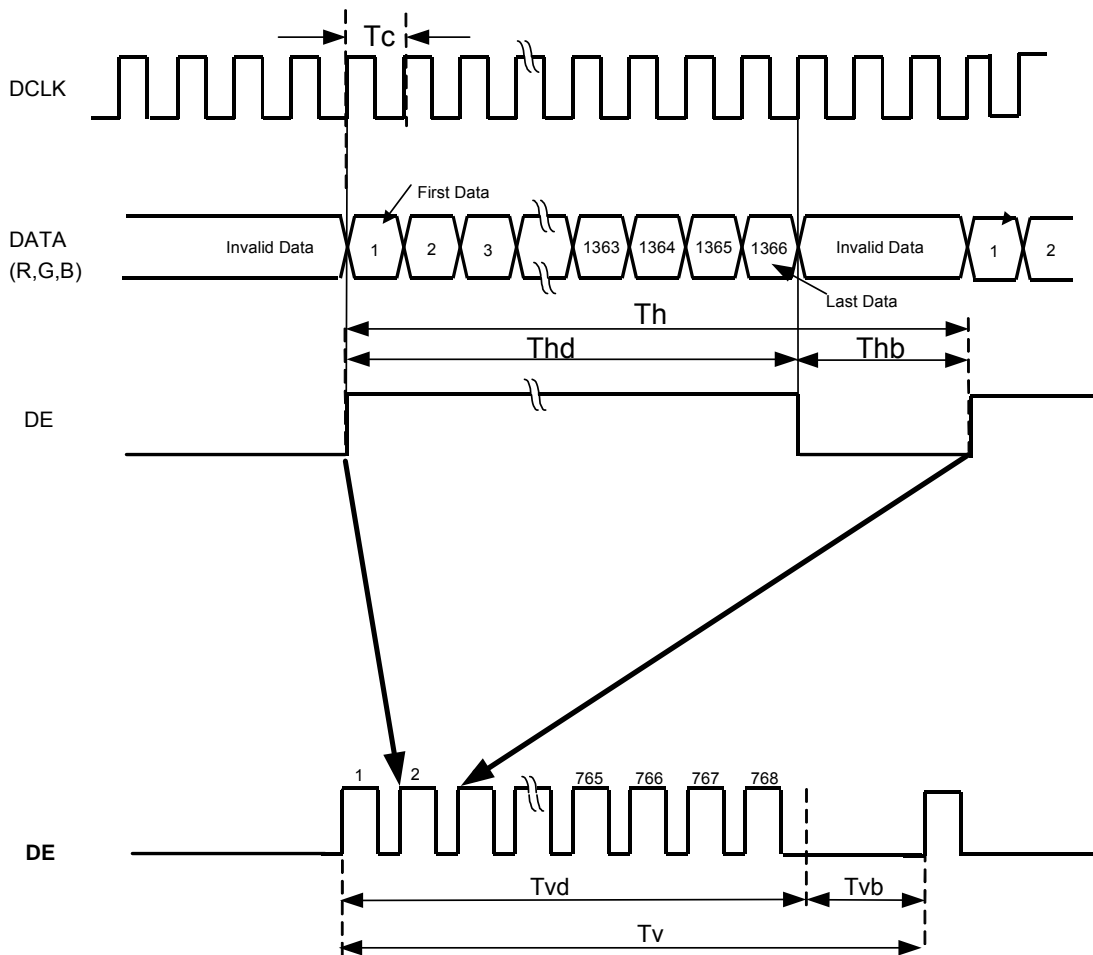 Tc
DCLK
First Data
DATA
(R,G,B)
Invalid Data
1
2
3
1363
1364
1365
1366
Invalid Data
1
2
Last Data
Th
Thd
Thb
DE
1
2
765
766
767
768
DE
Tvd
Tvb
Tv